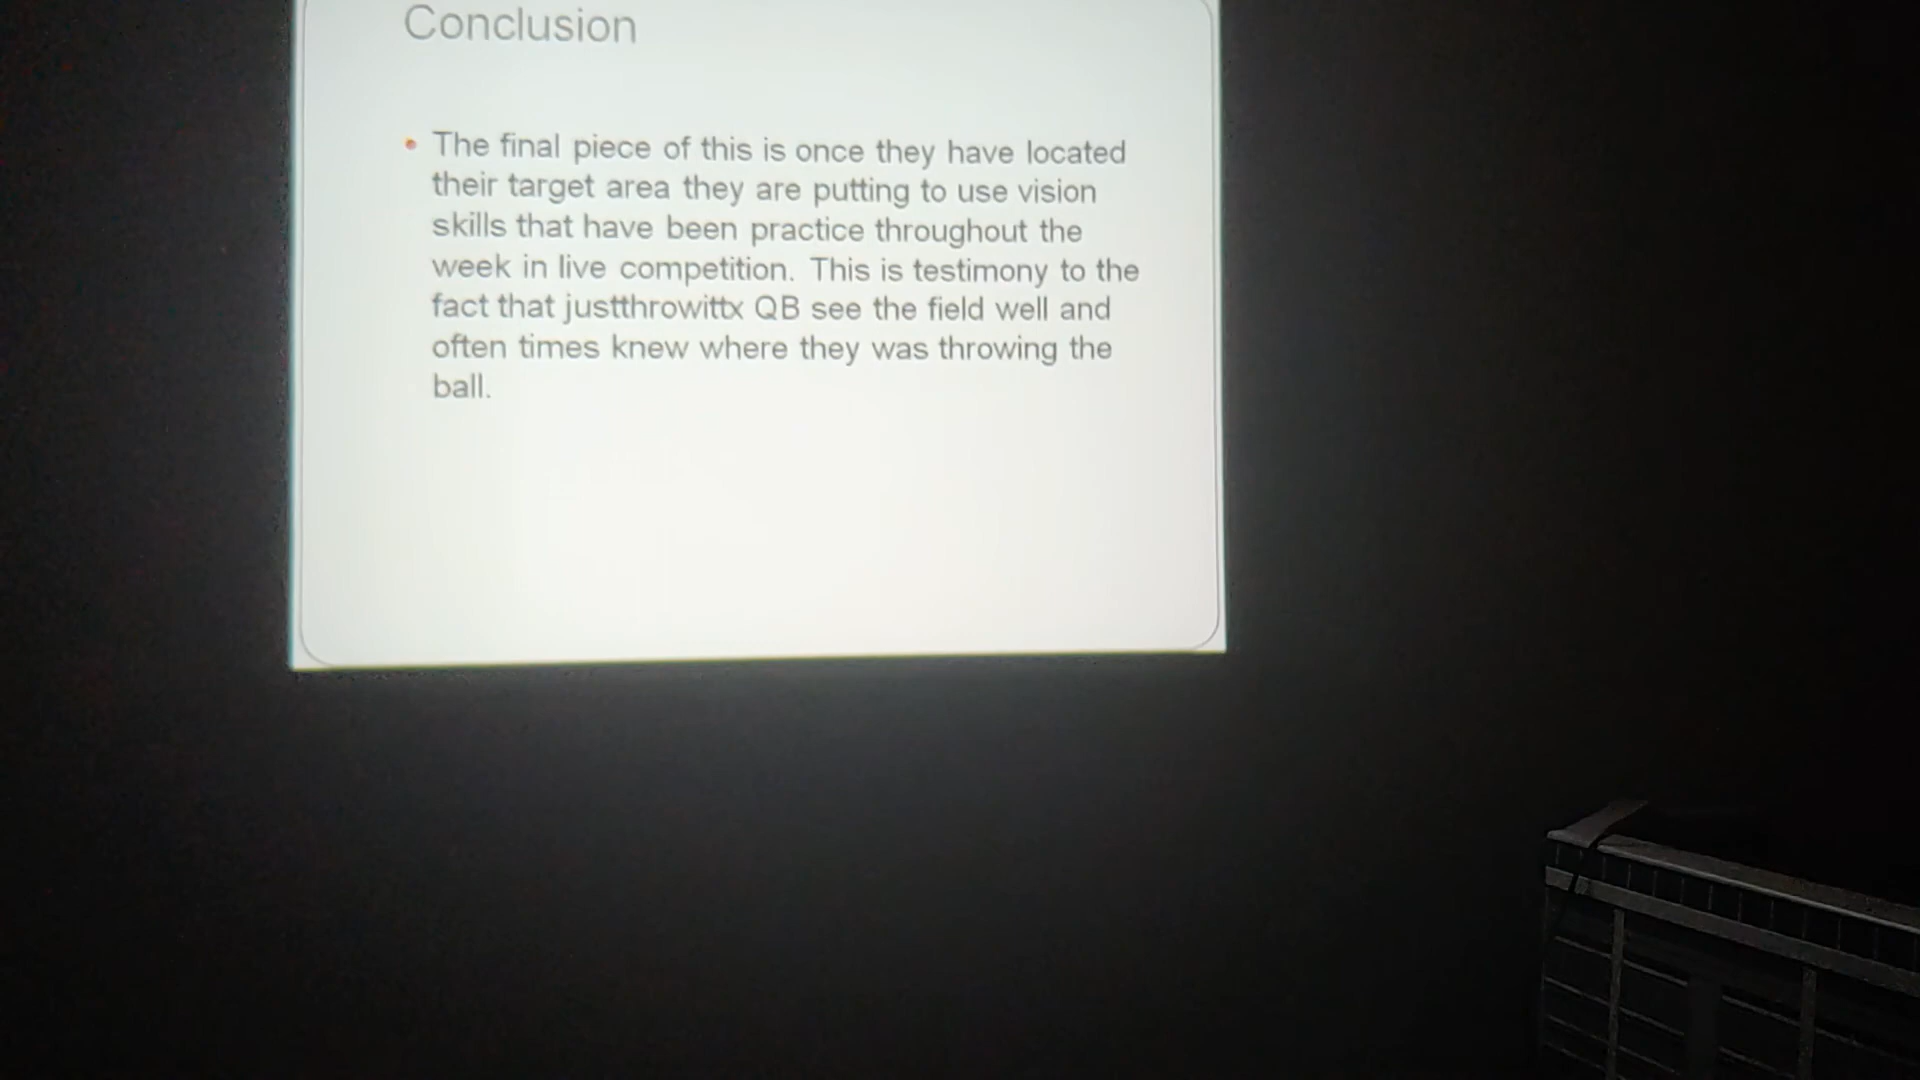 Conclusion
• The final piece of this is once they have located
their target area they are putting to use vision
skills that have been practice throughout the
week in live competition. This is testimony to the
fact that justthrowittx QB see the field well and
often times knew where they was throwing the
ball.